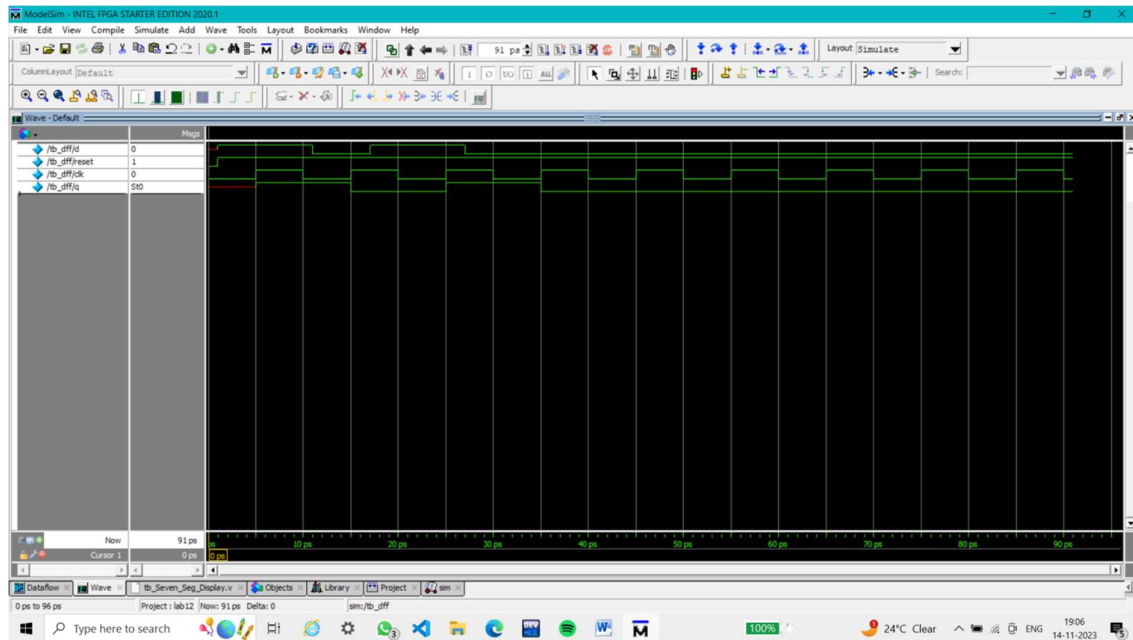 ModelSim - INTEL FPGA STARTER EDITION 2020.1
File Edit View Compile Simulate Add Wave Tools Layout Bookmarks Window Help
91 ps
Layout Simulate
ColumnLayout Default
ALL
Search:
Wave - Default
Msgs
/tb_dff/d 0
/tb_dff/reset 1
/tb_dff/clk 0
/tb_dff/q St0
Now 91 ps
ps 10 ps 20 ps 30 ps 40 ps 50 ps 60 ps 70 ps 80 ps 90 ps
Cursor 1 0 ps 0 ps
Dataflow Wave tb_Seven_Seg_Display.v Objects Library Project sim
0 ps to 96 ps Project : lab12 Now: 91 ps Delta: 0 sim:/tb_dff
Type here to search
100%
24°C Clear
ENG
19:06
14-11-2023